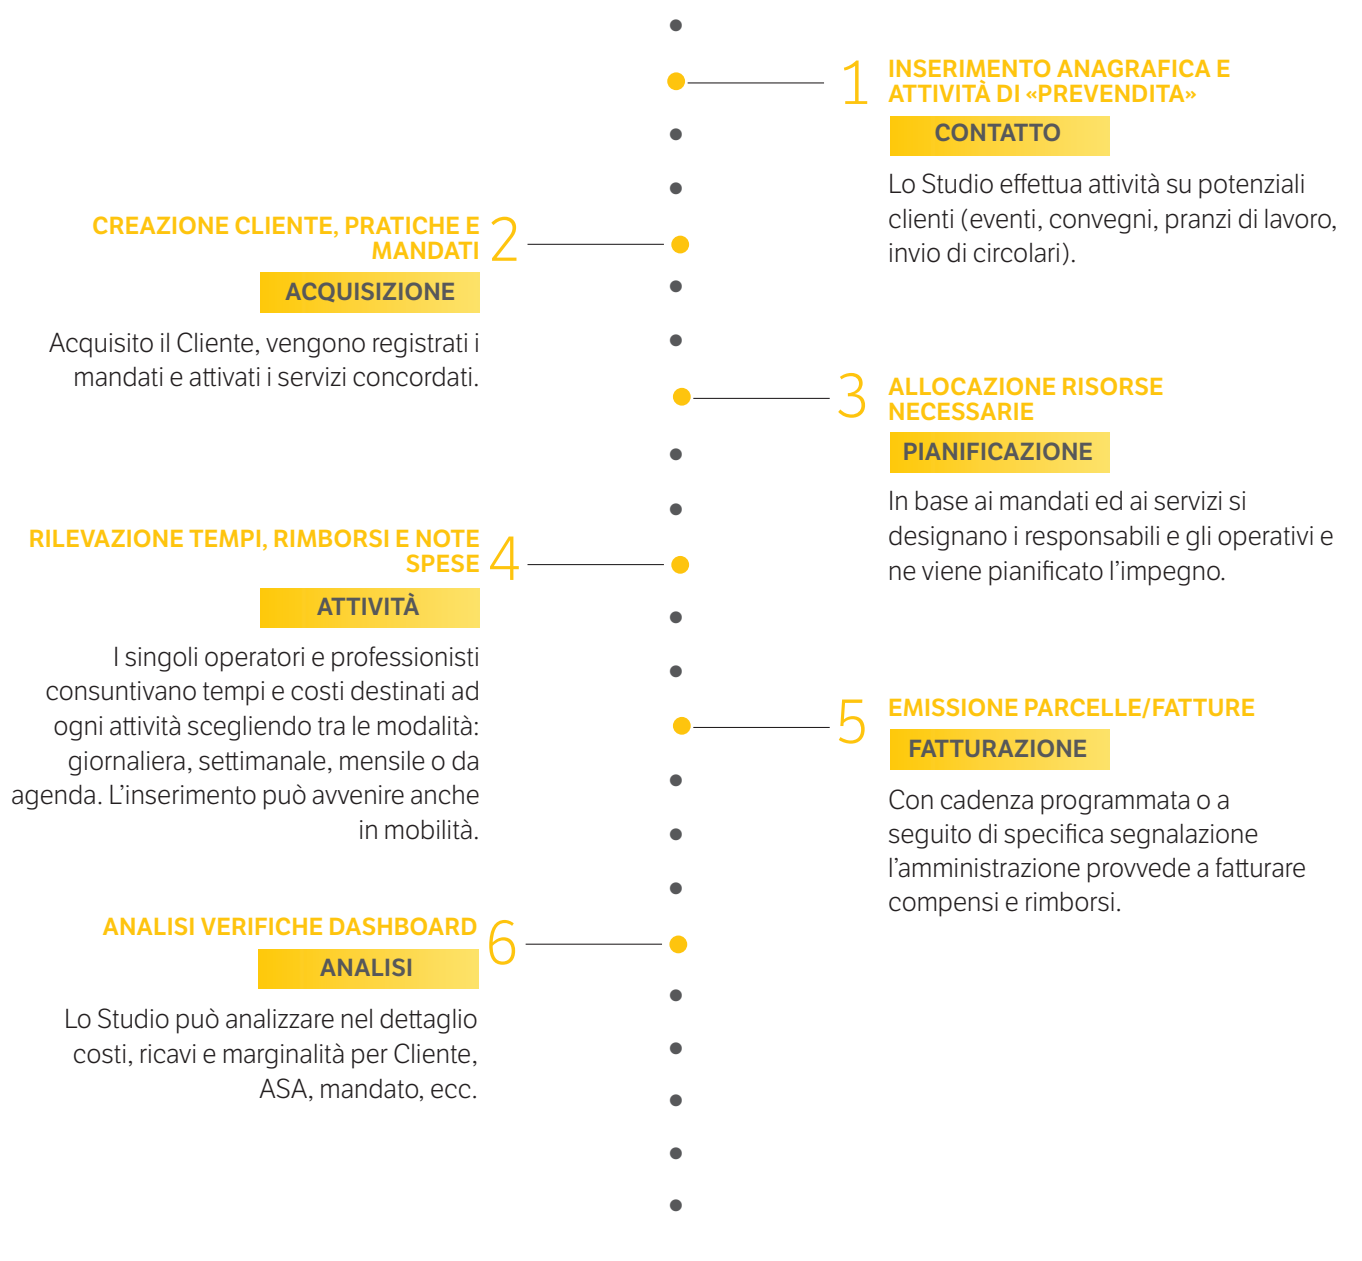 1
INSERIMENTO ANAGRAFICA E
ATTIVITÀ DI «PREVENDITA»
CONTATTO
Lo Studio effettua attività su potenziali
clienti (eventi, convegni, pranzi di lavoro,
invio di circolari).
2
CREAZIONE CLIENTE, PRATICHE E
MANDATI
ACQUISIZIONE
Acquisito il Cliente, vengono registrati i
mandati e attivati i servizi concordati.
3
ALLOCAZIONE RISORSE
NECESSARIE
PIANIFICAZIONE
In base ai mandati ed ai servizi si
designano i responsabili e gli operativi e
ne viene pianificato l’impegno.
4
RILEVAZIONE TEMPI, RIMBORSI E NOTE
SPESE
ATTIVITÀ
I singoli operatori e professionisti
consuntivano tempi e costi destinati ad
ogni attività scegliendo tra le modalità:
giornaliera, settimanale, mensile o da
agenda. L’inserimento può avvenire anche
in mobilità.
5
EMISSIONE PARCELLE/FATTURE
FATTURAZIONE
Con cadenza programmata o a
seguito di specifica segnalazione
l’amministrazione provvede a fatturare
compensi e rimborsi.
6
ANALISI VERIFICHE DASHBOARD
ANALISI
Lo Studio può analizzare nel dettaglio
costi, ricavi e marginalità per Cliente,
ASA, mandato, ecc.